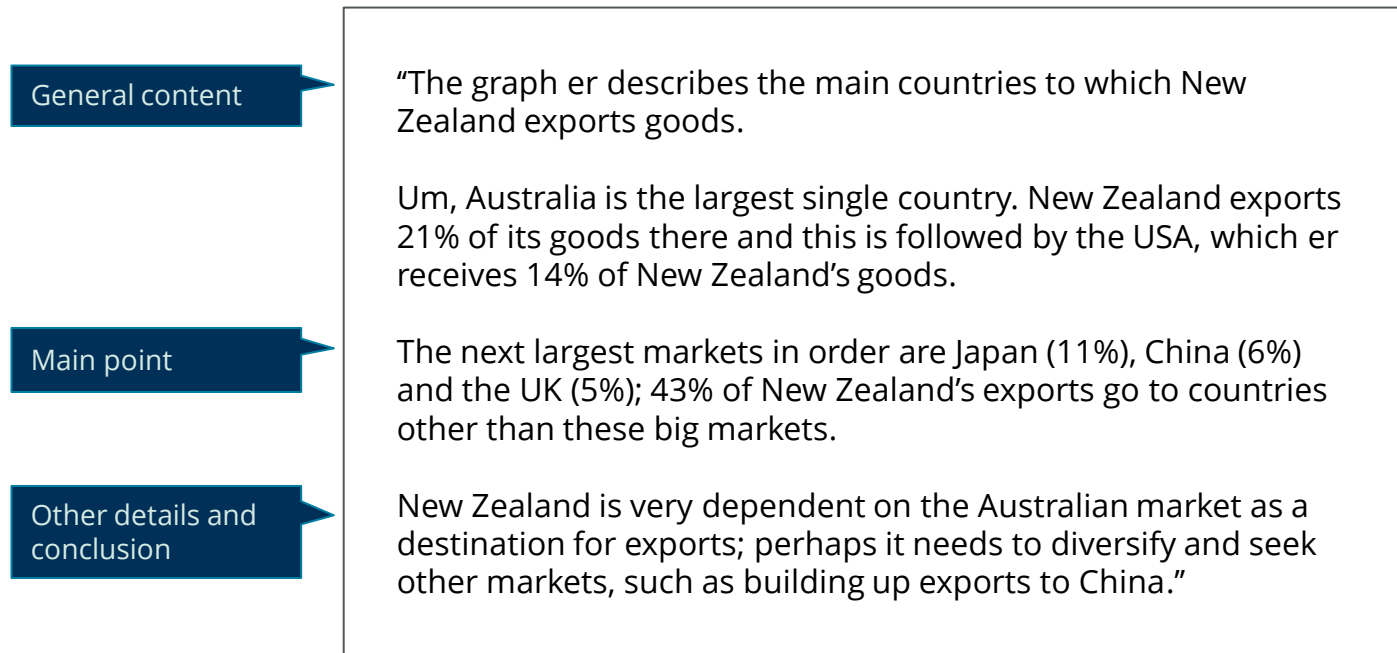 General content
“The graph er describes the main countries to which New
Zealand exports goods.
Um, Australia is the largest single country. New Zealand exports
21% of its goods there and this is followed by the USA, which er
receives 14% of New Zealand’s goods.
Main point
The next largest markets in order are Japan (11%), China (6%)
and the UK (5%); 43% of New Zealand’s exports go to countries
other than these big markets.
Other details and
conclusion
New Zealand is very dependent on the Australian market as a
destination for exports; perhaps it needs to diversify and seek
other markets, such as building up exports to China.”